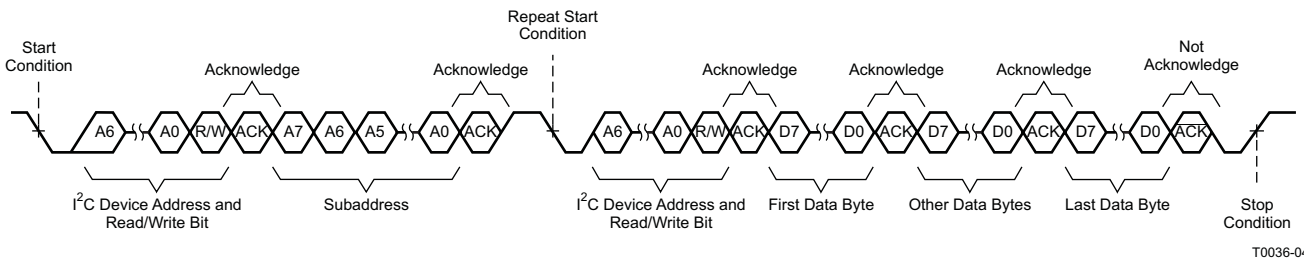 Repeat Start
Condition
Start
Condition
Acknowledge
Acknowledge
Acknowledge
Acknowledge
Acknowledge
Not
Acknowledge
A6 A0 R/W ACK A7 A6 A5 A0 ACK A6 A0 R/W ACK D7 D0 ACK D7 D0 ACK D7 D0 ACK
I²C Device Address and
Read/Write Bit
Subaddress
I²C Device Address and
Read/Write Bit
First Data Byte
Other Data Bytes
Last Data Byte
Stop
Condition
T0036-04